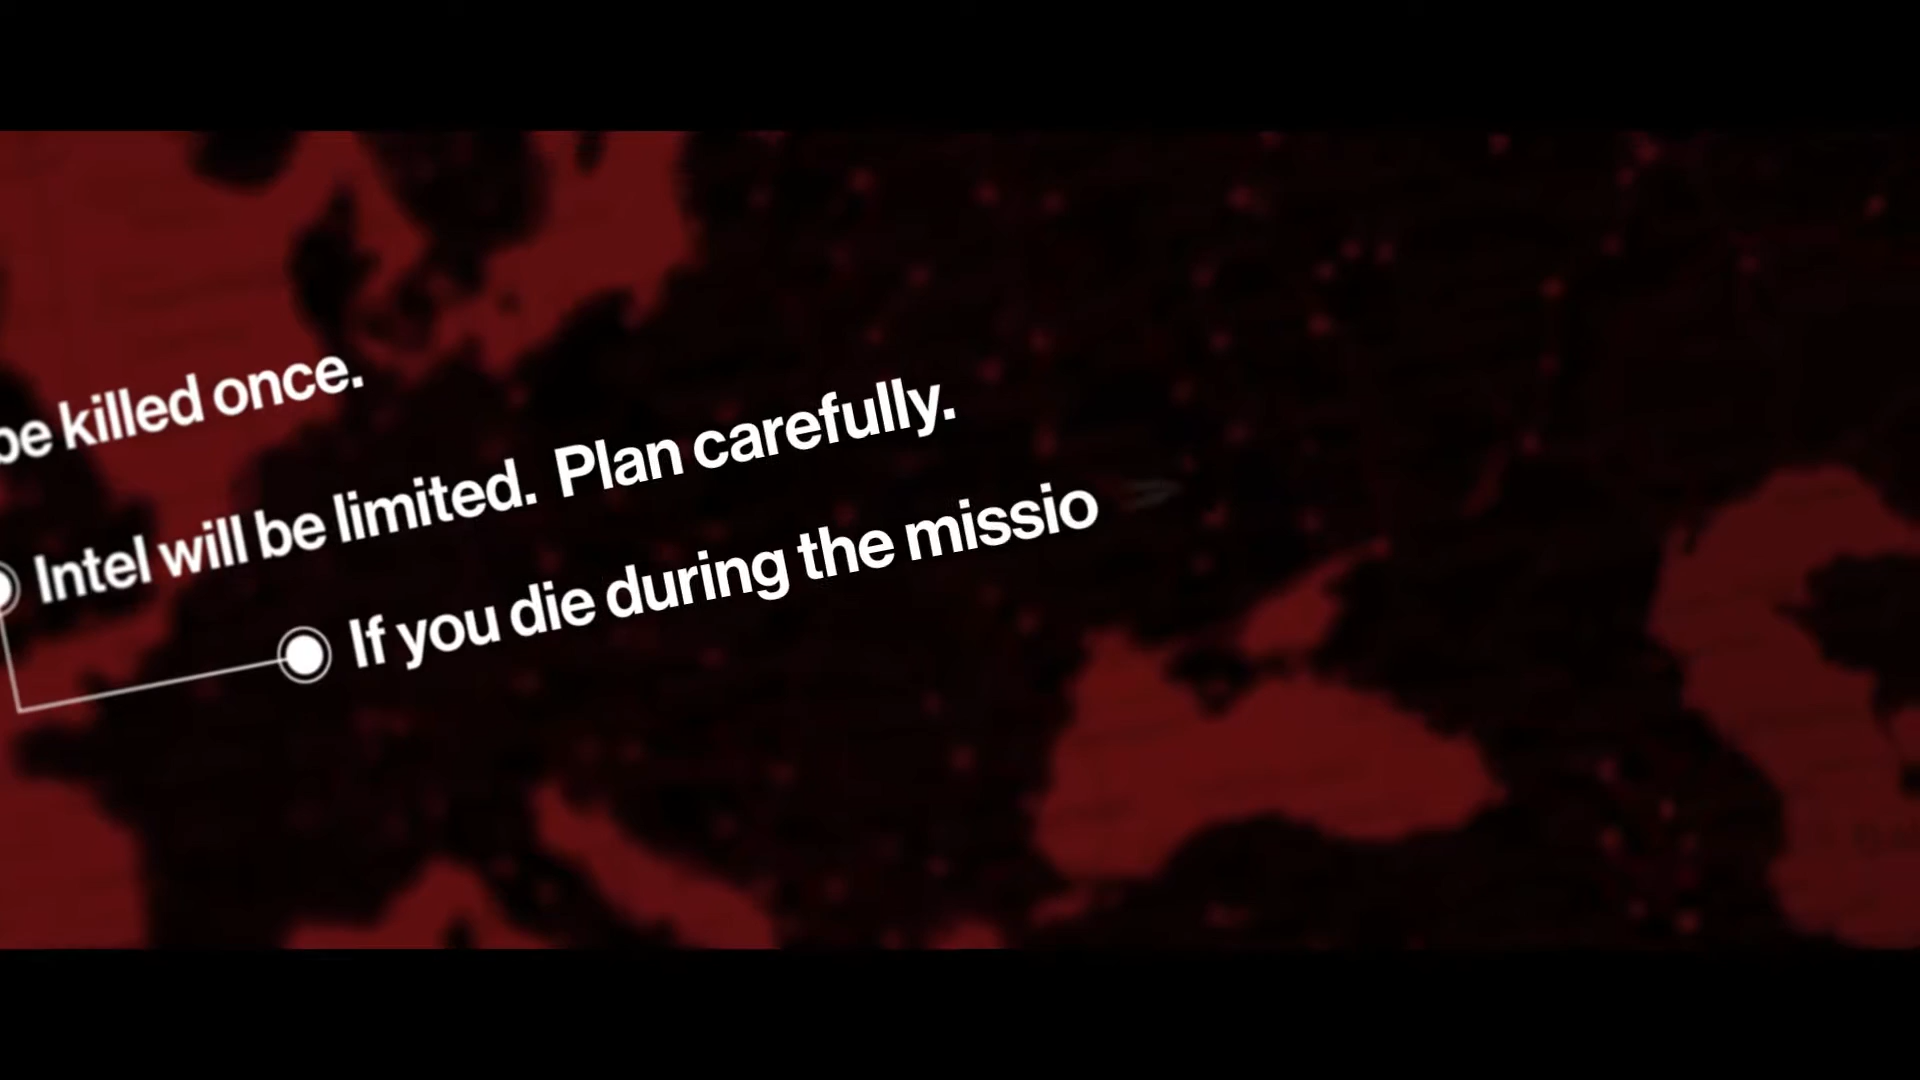 be killed once.
Intel will be limited. Plan carefully.
If you die during the missio